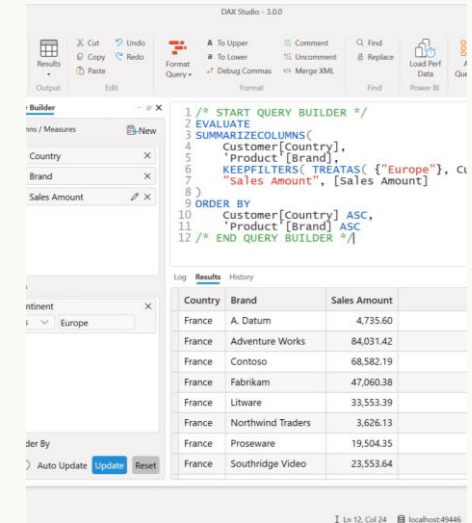 DAX Studio - 3.0.0
Results
Cut
Copy
Paste
Undo
Redo
Format
Query
A To Upper
a To Lower
Debug Commas
Comment
Uncomment
Merge XML
Find
Replace
Load Perf
Data
Output
Edit
Format
Find
Power BI
Builder
/ Measures
New
Country
Brand
Sales Amount
Europe
Auto Update
Update
Reset
1 /* START QUERY BUILDER */
2 EVALUATE
3 SUMMARIZECOLUMNS(
4 Customer[Country],
5 'Product'[Brand],
6 KEEPFILTERS( TREATAS( {"Europe"}, Cu
7 "Sales Amount", [Sales Amount]
8 )
9 ORDER BY
10 Customer[Country] ASC,
11 'Product'[Brand] ASC
12 /* END QUERY BUILDER */
Log Results History
Country Brand Sales Amount
France A. Datum 4,735.60
France Adventure Works 84,031.42
France Contoso 68,582.19
France Fabrikam 47,060.38
France Litware 33,553.39
France Northwind Traders 3,626.13
France Proseware 19,504.35
France Southridge Video 23,553.64
Ln 12, Col 24 localhost:49446